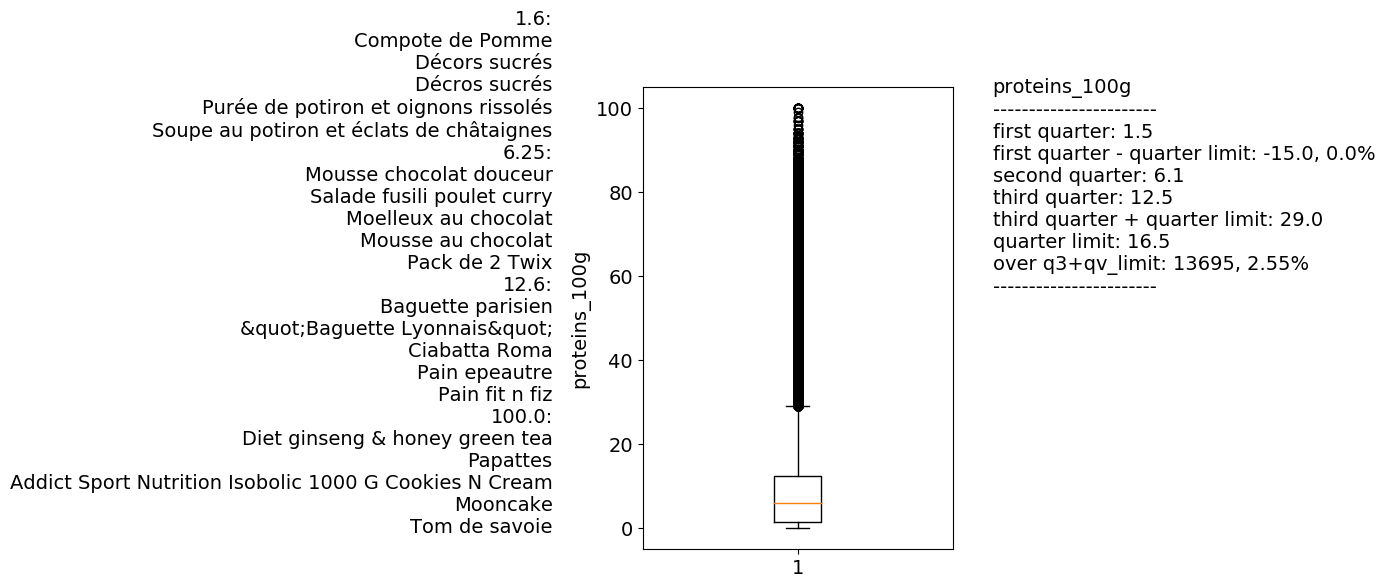 1.6:
Compote de Pomme
Décors sucrés
Décros sucrés
Purée de potiron et oignons rissolés
Soupe au potiron et éclats de châtaignes
6.25:
Mousse chocolat douceur
Salade fusili poulet curry
Moelleux au chocolat
Mousse au chocolat
Pack de 2 Twix
12.6:
Baguette parisien
&quot;Baguette Lyonnais&quot;
Ciabatta Roma
Pain epeautre
Pain fit n fiz
100.0:
Diet ginseng & honey green tea
Papattes
Addict Sport Nutrition Isobolic 1000 G Cookies N Cream
Mooncake
Tom de savoie
proteins_100g
100
80
60
40
20
0
1
proteins_100g
-----------------------
first quarter: 1.5
first quarter - quarter limit: -15.0, 0.0%
second quarter: 6.1
third quarter: 12.5
third quarter + quarter limit: 29.0
quarter limit: 16.5
over q3+qv_limit: 13695, 2.55%
-----------------------